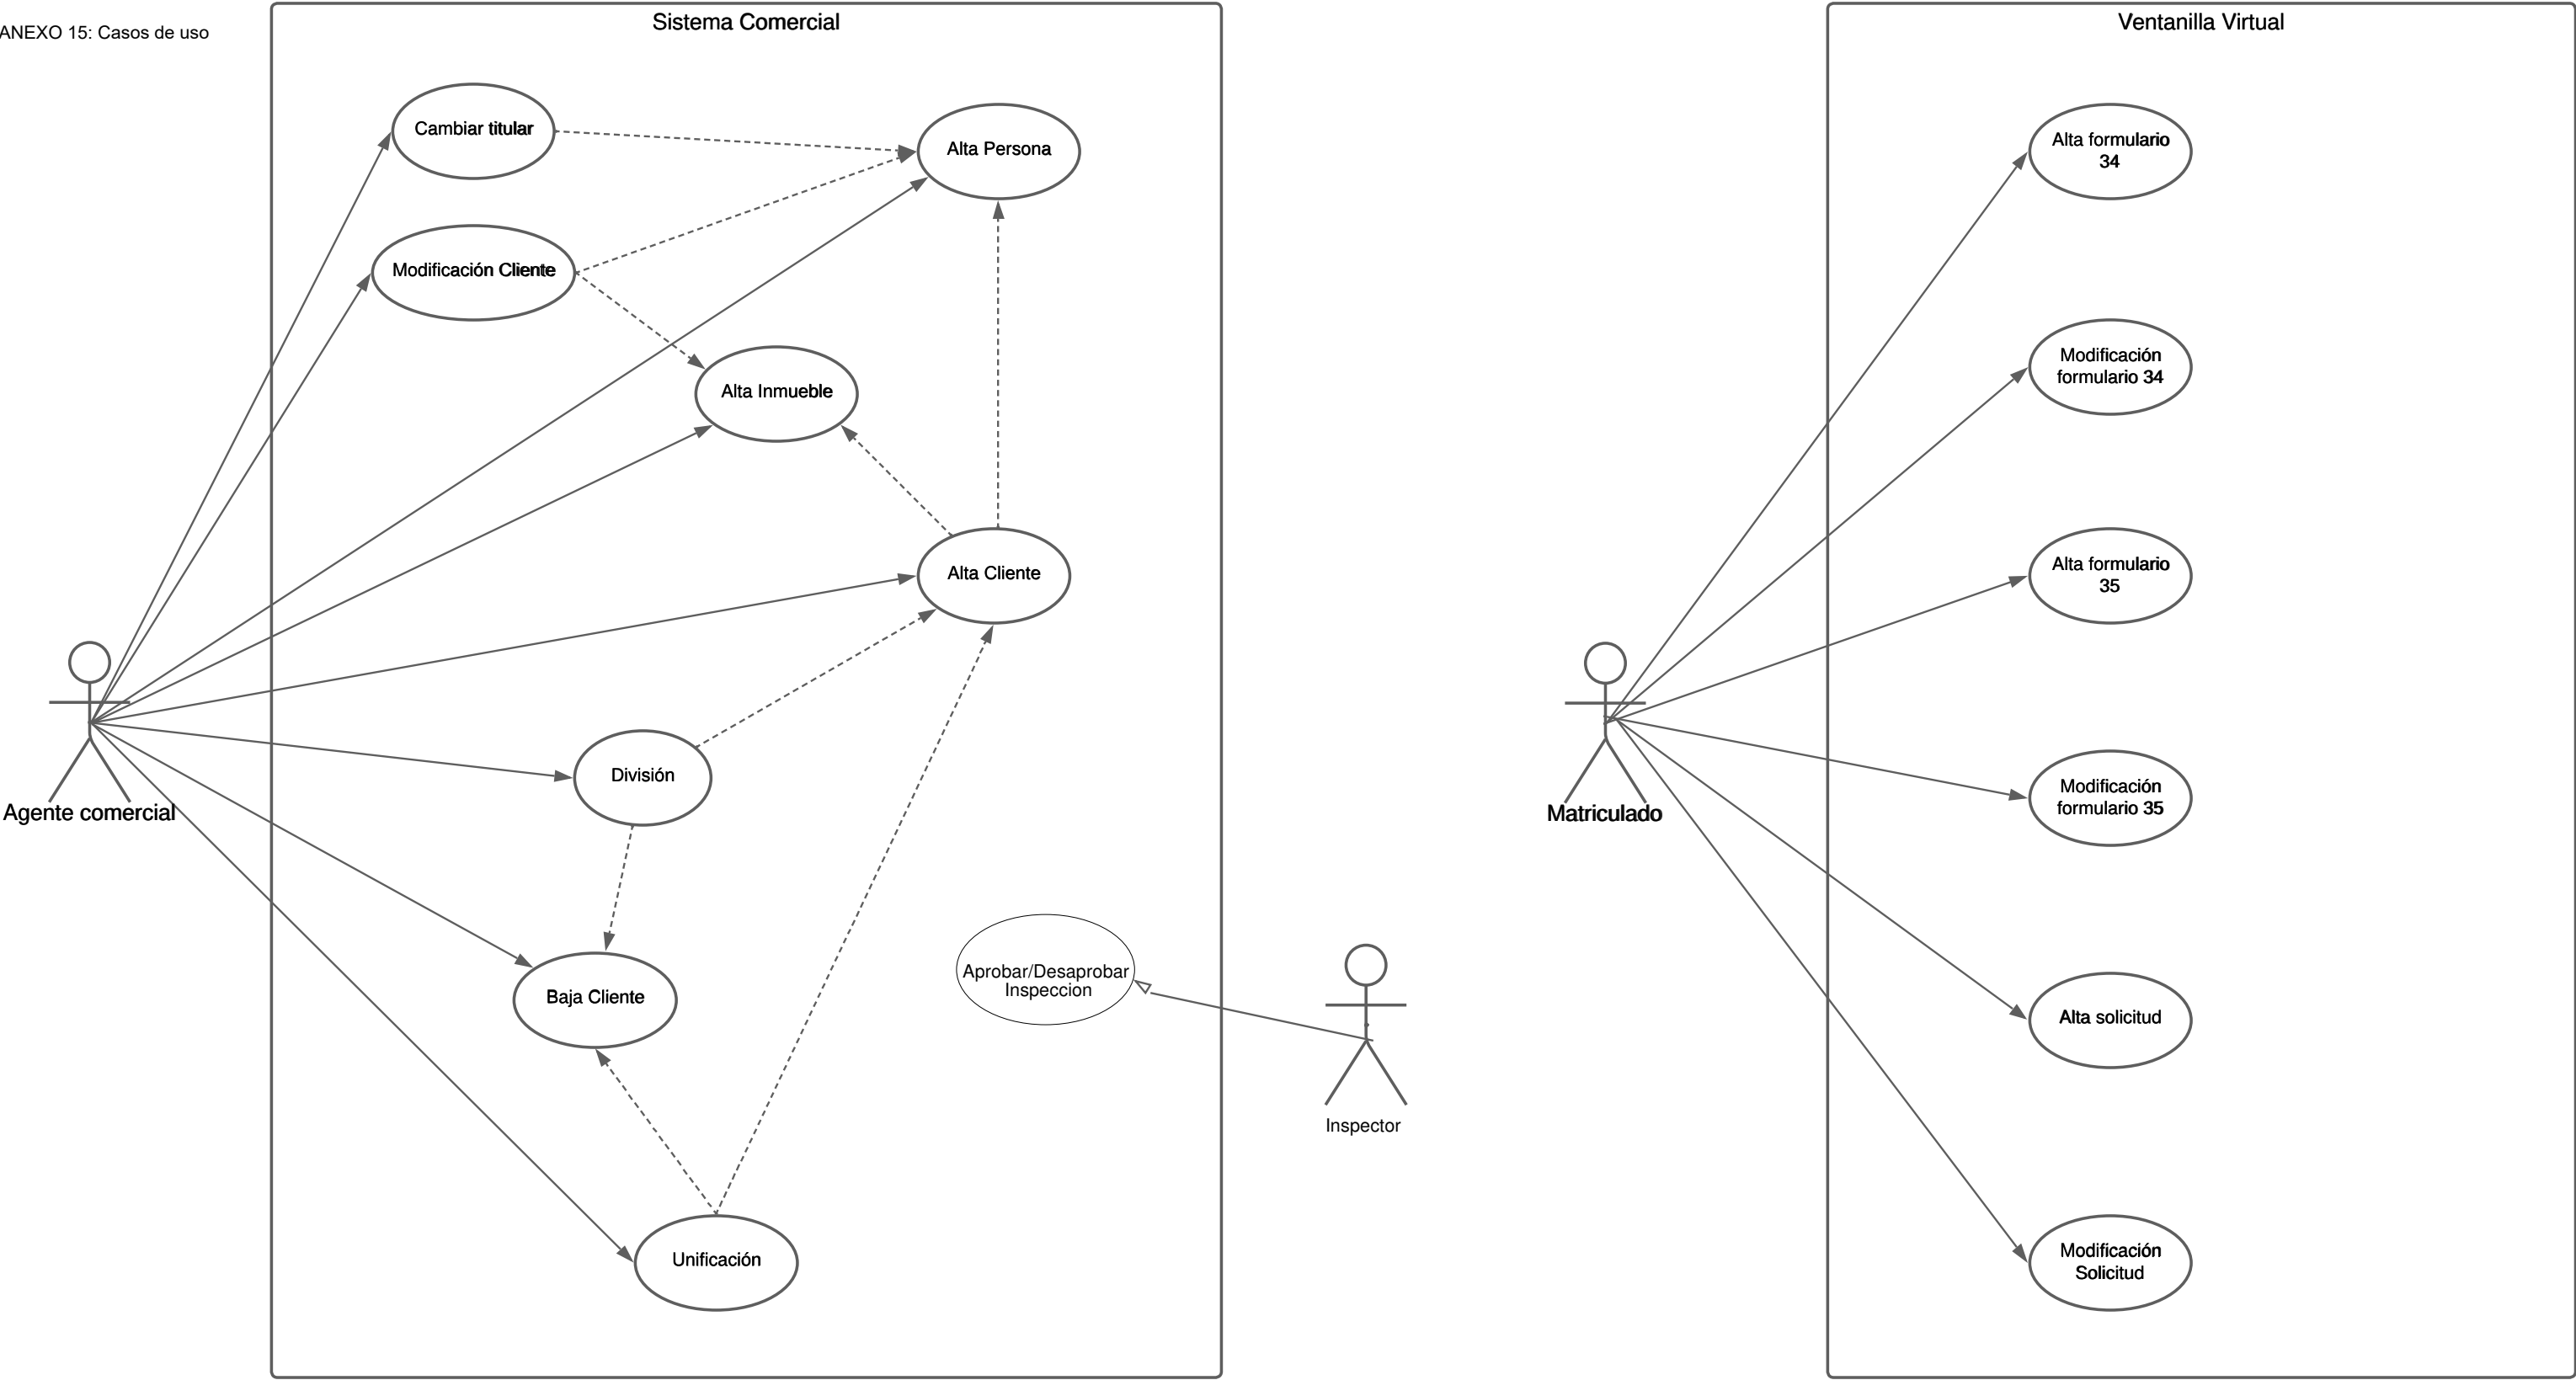 ANEXO 15: Casos de uso
Sistema Comercial
Cambiar titular
Alta Persona
Modificación Cliente
Alta Inmueble
Alta Cliente
Agente comercial
División
Baja Cliente
Aprobar/Desaprobar
Inspeccion
Unificación
Inspector
Ventanilla Virtual
Alta formulario
34
Modificación
formulario 34
Alta formulario
35
Matriculado
Modificación
formulario 35
Alta solicitud
Modificación
Solicitud